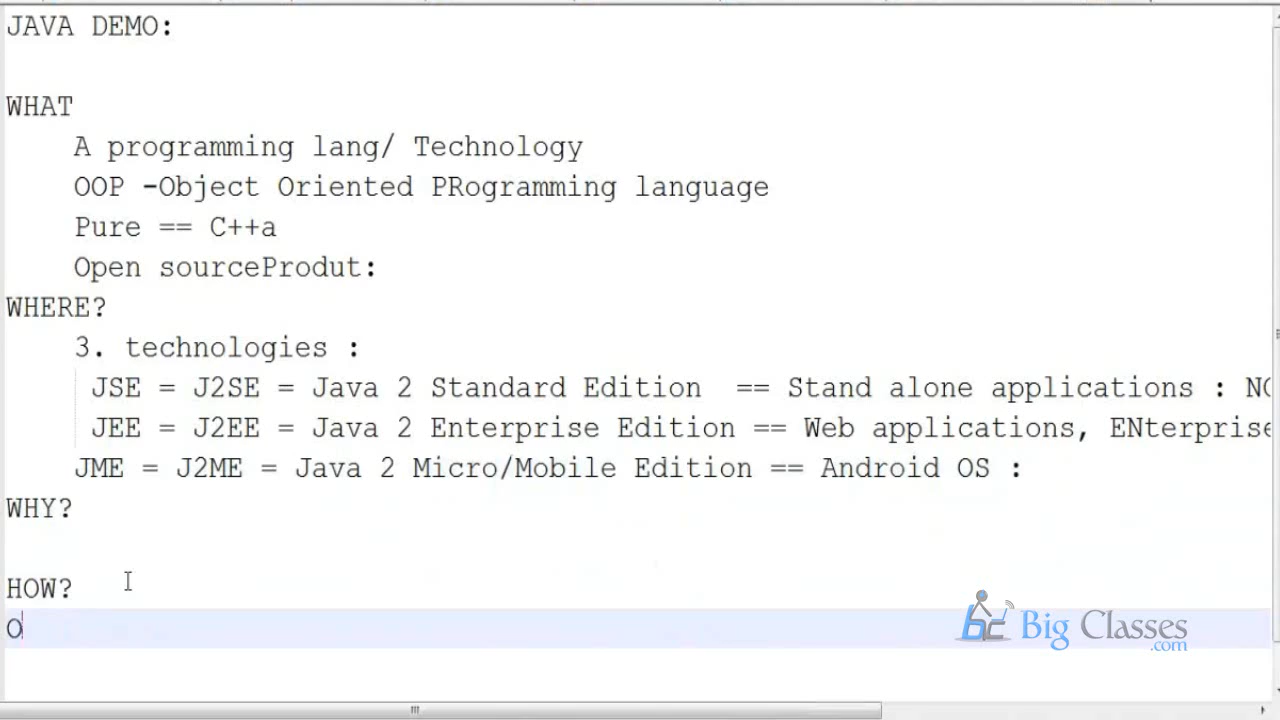 JAVA DEMO:
WHAT
A programming lang/ Technology
OOP -Object Oriented PRogramming language
Pure == C++a
Open sourceProdut:
WHERE?
3. technologies :
JSE = J2SE = Java 2 Standard Edition == Stand alone applications : NO
JEE = J2EE = Java 2 Enterprise Edition == Web applications, ENterprise
JME = J2ME = Java 2 Micro/Mobile Edition == Android OS :
WHY?
HOW?
O
bc Big Classes
.com